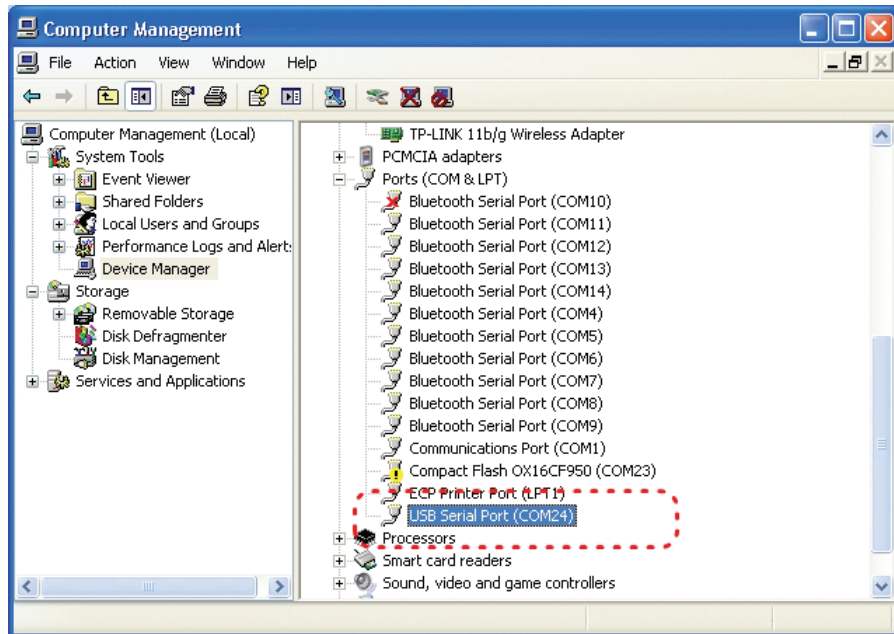 Computer Management
File Action View Window Help
Computer Management (Local)
System Tools
Event Viewer
Shared Folders
Local Users and Groups
Performance Logs and Alert:
Device Manager
Storage
Removable Storage
Disk Defragmenter
Disk Management
Services and Applications
TP-LINK 11b/g Wireless Adapter
PCMCIA adapters
Ports (COM & LPT)
Bluetooth Serial Port (COM10)
Bluetooth Serial Port (COM11)
Bluetooth Serial Port (COM12)
Bluetooth Serial Port (COM13)
Bluetooth Serial Port (COM14)
Bluetooth Serial Port (COM4)
Bluetooth Serial Port (COM5)
Bluetooth Serial Port (COM6)
Bluetooth Serial Port (COM7)
Bluetooth Serial Port (COM8)
Bluetooth Serial Port (COM9)
Communications Port (COM1)
Compact Flash OX16CF950 (COM23)
ECP Printer Port (LPT1)
USB Serial Port (COM24)
Processors
Smart card readers
Sound, video and game controllers